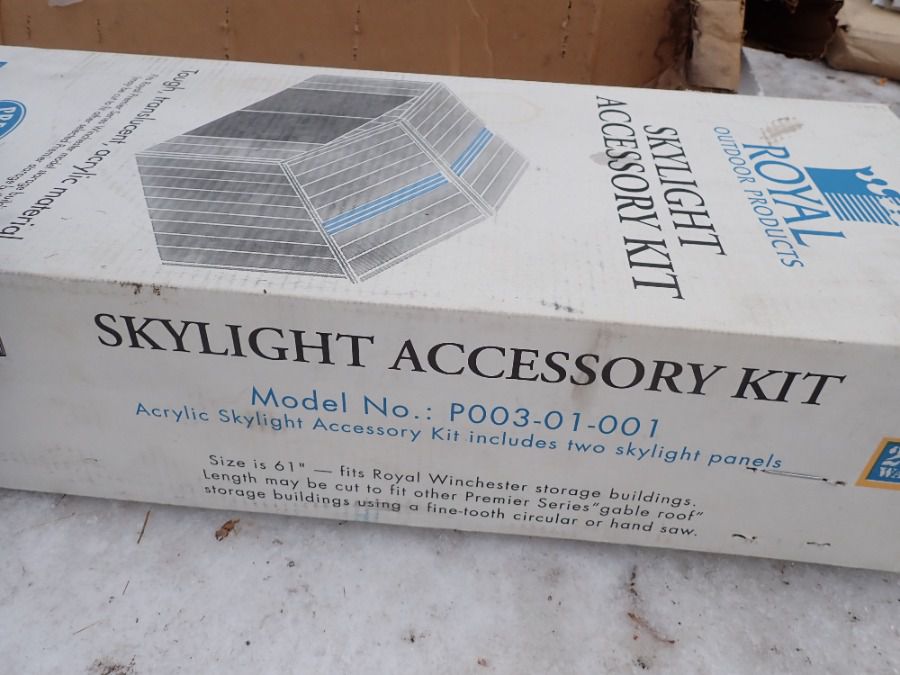 ROYAL
OUTDOOR PRODUCTS
SKYLIGHT
ACCESSORY KIT
Tough, translucent, acrylic material
SKYLIGHT ACCESSORY KIT
Model No.: P003-01-001
Acrylic Skylight Accessory Kit includes two skylight panels
Size is 61" — fits Royal Winchester storage buildings.
Length may be cut to fit other Premier Series"gable roof"
storage buildings using a fine-tooth circular or hand saw.